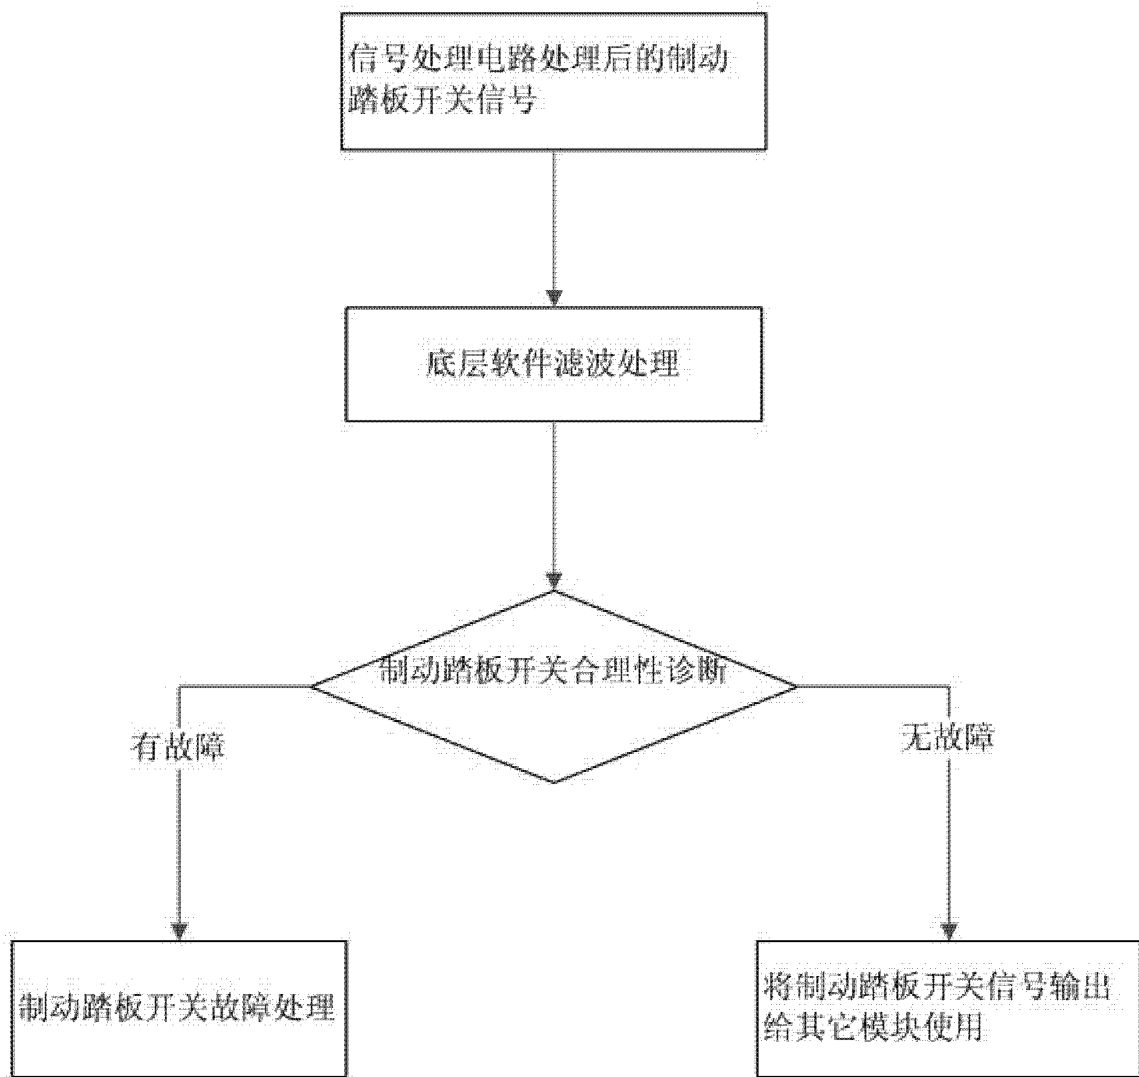 信号处理电路处理后的制动
踏板开关信号
底层软件滤波处理
制动踏板开关合理性诊断
有故障
无故障
制动踏板开关故障处理
将制动踏板开关信号输出
给其它模块使用